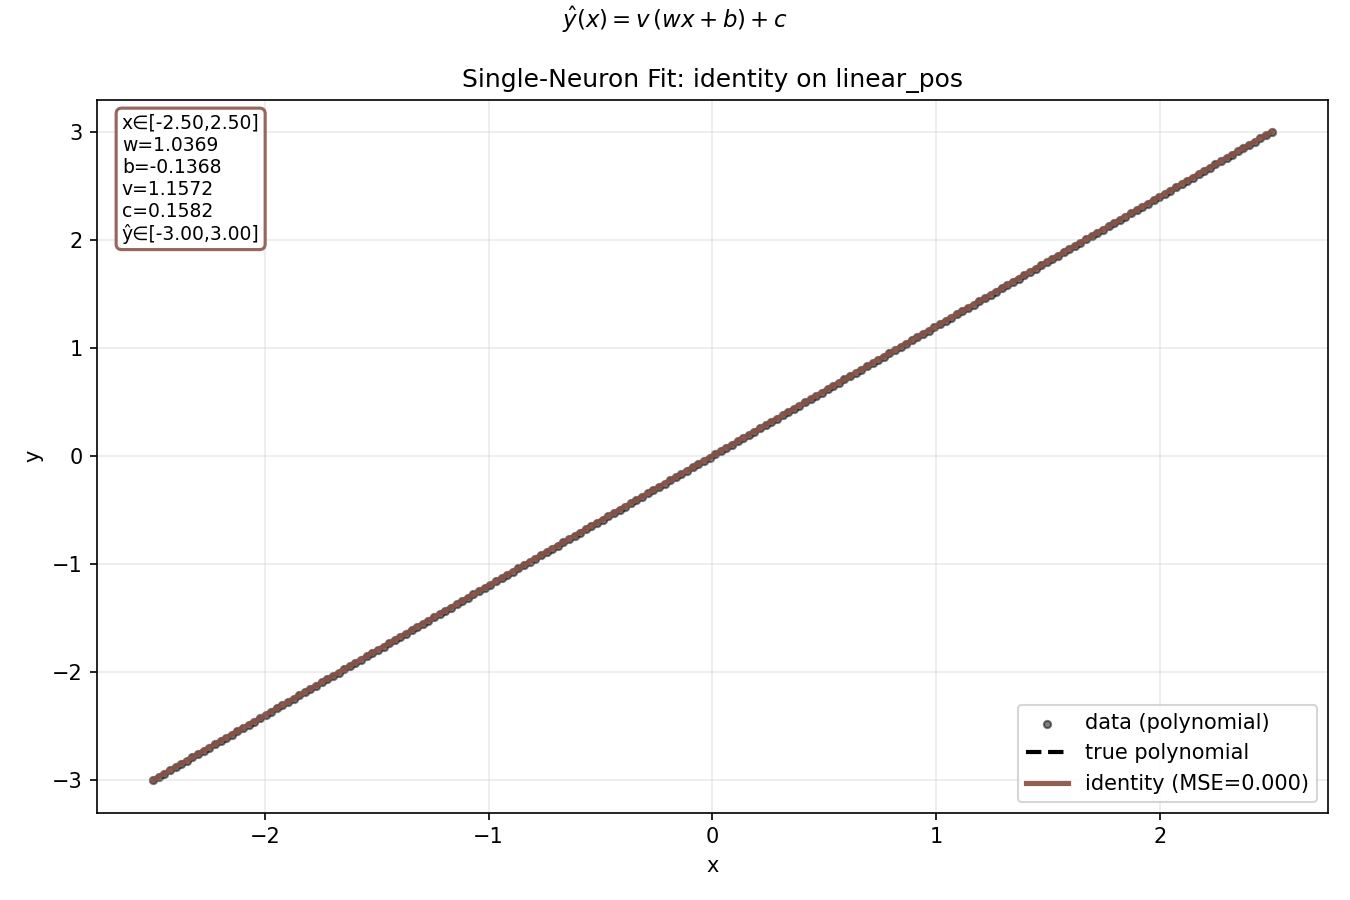 ŷ(x) = v (wx + b) + c
Single-Neuron Fit: identity on linear_pos
x∈[-2.50,2.50]
w=1.0369
b=-0.1368
v=1.1572
c=0.1582
ŷ∈[-3.00,3.00]
3
2
1
0
−1
−2
−3
y
data (polynomial)
true polynomial
identity (MSE=0.000)
−2
−1
0
1
2
x